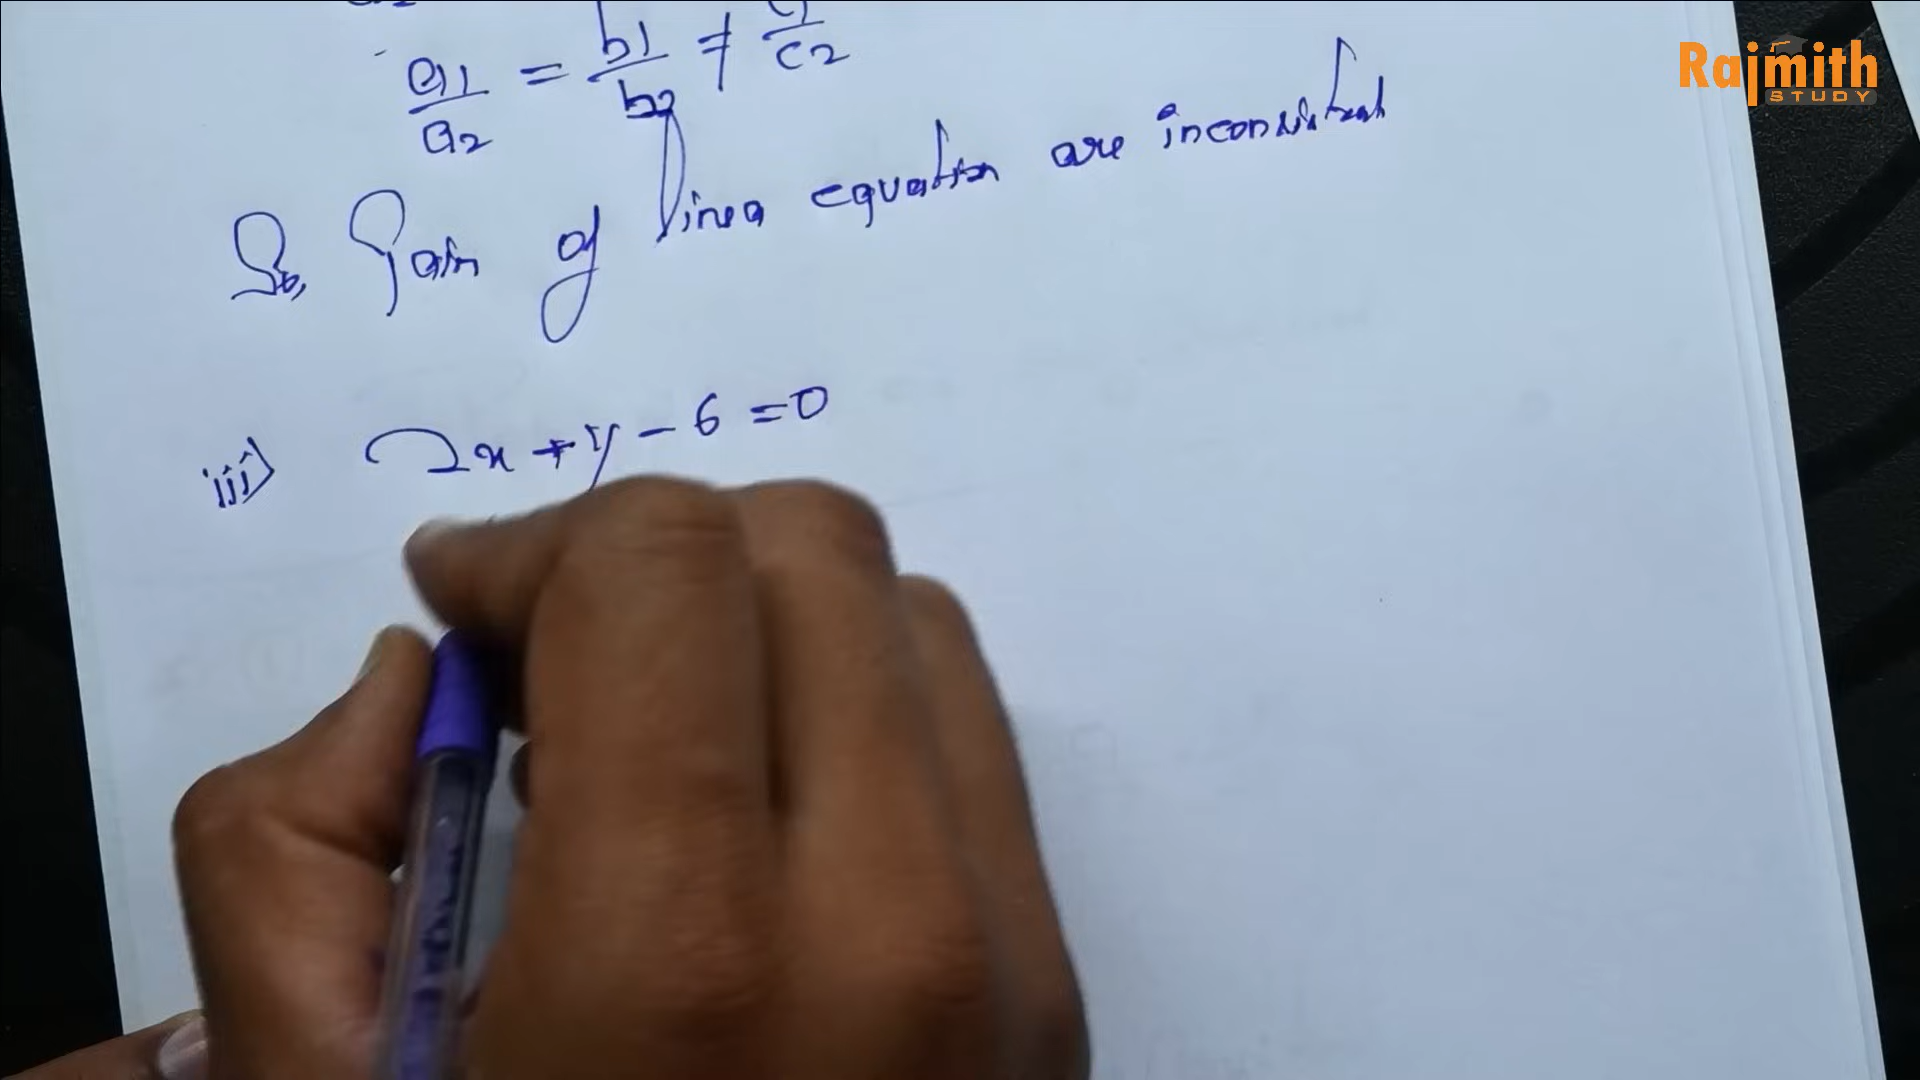 Rajmith
STUDY
a1/a2 = b1/b2 ≠ c1/c2
So, Pair of linea equation are inconsistent
iii) 2x + y - 6 = 0